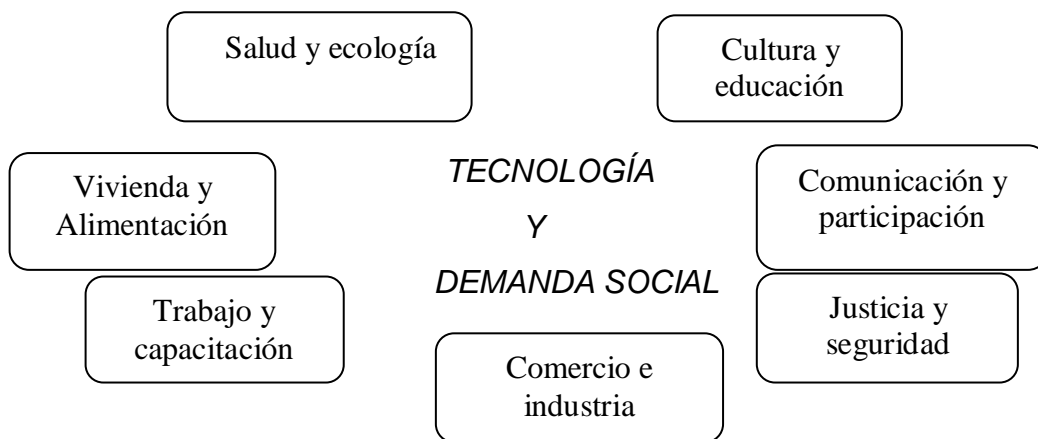 Salud y ecología
Cultura y
educación
TECNOLOGÍA
Y
DEMANDA SOCIAL
Vivienda y
Alimentación
Comunicación y
participación
Trabajo y
capacitación
Justicia y
seguridad
Comercio e
industria